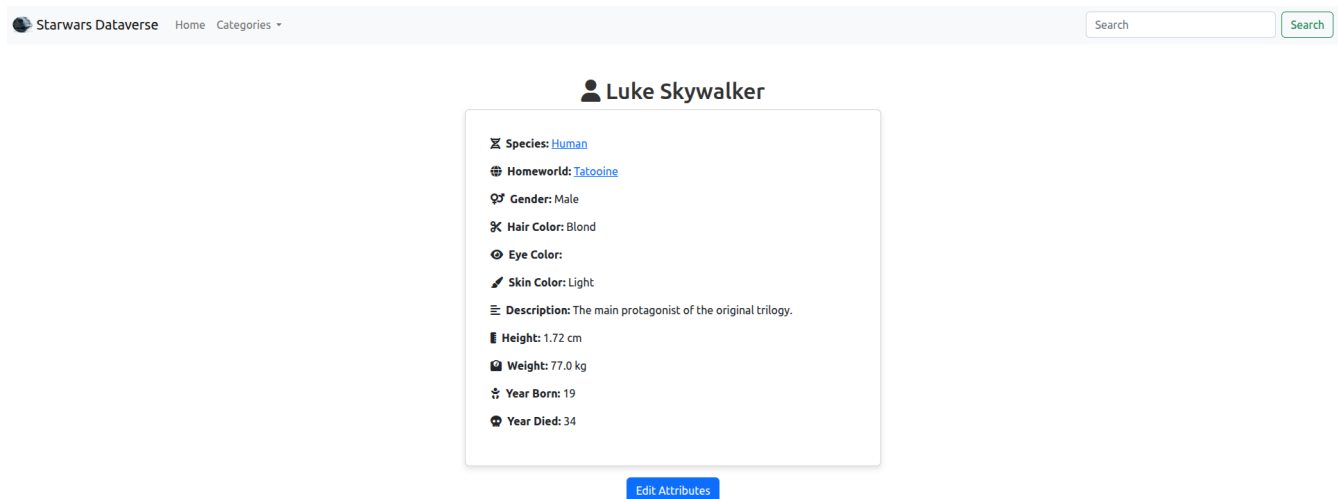 Starwars Dataverse Home Categories Search Search
Luke Skywalker
Species: Human
Homeworld: Tatooine
Gender: Male
Hair Color: Blond
Eye Color:
Skin Color: Light
Description: The main protagonist of the original trilogy.
Height: 1.72 cm
Weight: 77.0 kg
Year Born: 19
Year Died: 34
Edit Attributes